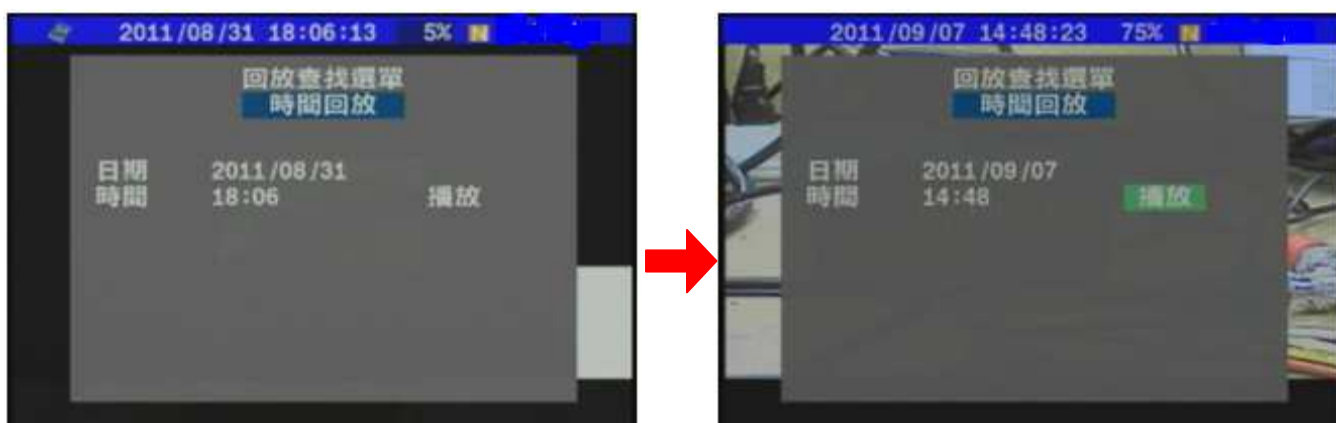 2011/08/31 18:06:13 5% N
回放查找選單
時間回放
日期 2011/08/31
時間 18:06 播放
2011/09/07 14:48:23 75% N
回放查找選單
時間回放
日期 2011/09/07
時間 14:48 播放